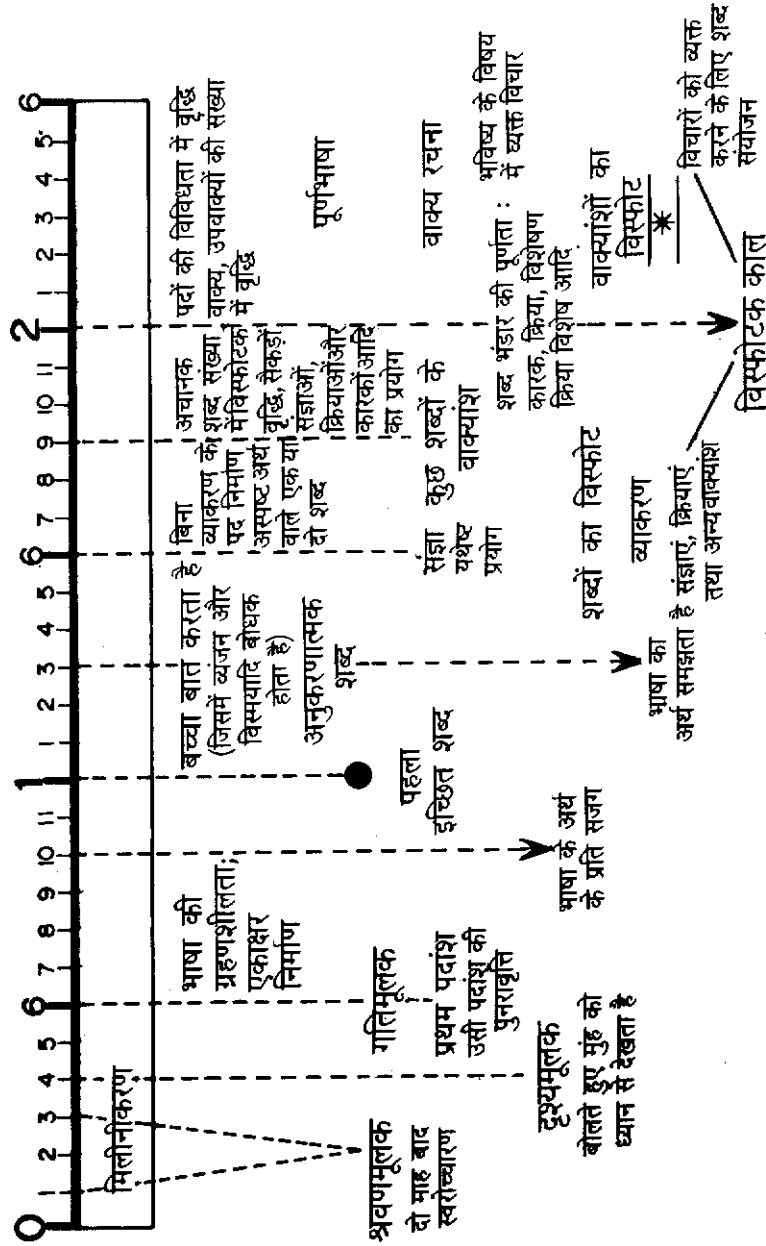 0 1 2 3 4 5 6 7 8 9 10 11 1 1 2 3 4 5 6 7 8 9 10 11 2 1 2 3 4 5 6
मिलीनीकरण
श्रवणमूलक
दो माह बाद
स्वरोच्चारण
दृश्यमूलक
बोलते हुए मुंह को
ध्यान से देखता है
भाषा की
ग्रहणशीलता;
एकाक्षर
निर्माण
गतिमूलक
प्रथम पदांश
उसी पदांश की
पुनरावृत्ति
भाषा के अर्थ
के प्रति सजग
पहला
इच्छित शब्द
बच्चा बात करता है
(जिसमें व्यंजन और
विस्मयादि बोधक
होता है)
अनुकरणात्मक
शब्द
भाषा का
अर्थ समझता है
बिना
व्याकरण के
पद निर्माण
अस्पष्ट अर्थ
वाले एक या
दो शब्द
संज्ञा
यथेष्ट
प्रयोग
कुछ शब्दों के
वाक्यांश
अचानक
शब्द संख्या
में विस्फोटक
वृद्धि, सैकड़ों
संज्ञाओं,
क्रियाओं और
कारकों आदि
का प्रयोग
शब्दों का विस्फोट
व्याकरण
संज्ञाएं, क्रियाएं
तथा अन्य वाक्यांश
पदों की विविधता में वृद्धि
वाक्य, उपवाक्यों की संख्या
में वृद्धि
पूर्णभाषा
वाक्य रचना
शब्द भंडार की पूर्णता :
कारक, क्रिया, विशेषण
क्रिया विशेष आदि
भविष्य के विषय
में व्यक्त विचार
वाक्यांशों का
विस्फोट
*
विचारों को व्यक्त
करने के लिए शब्द
संयोजन
विस्फोटक काल